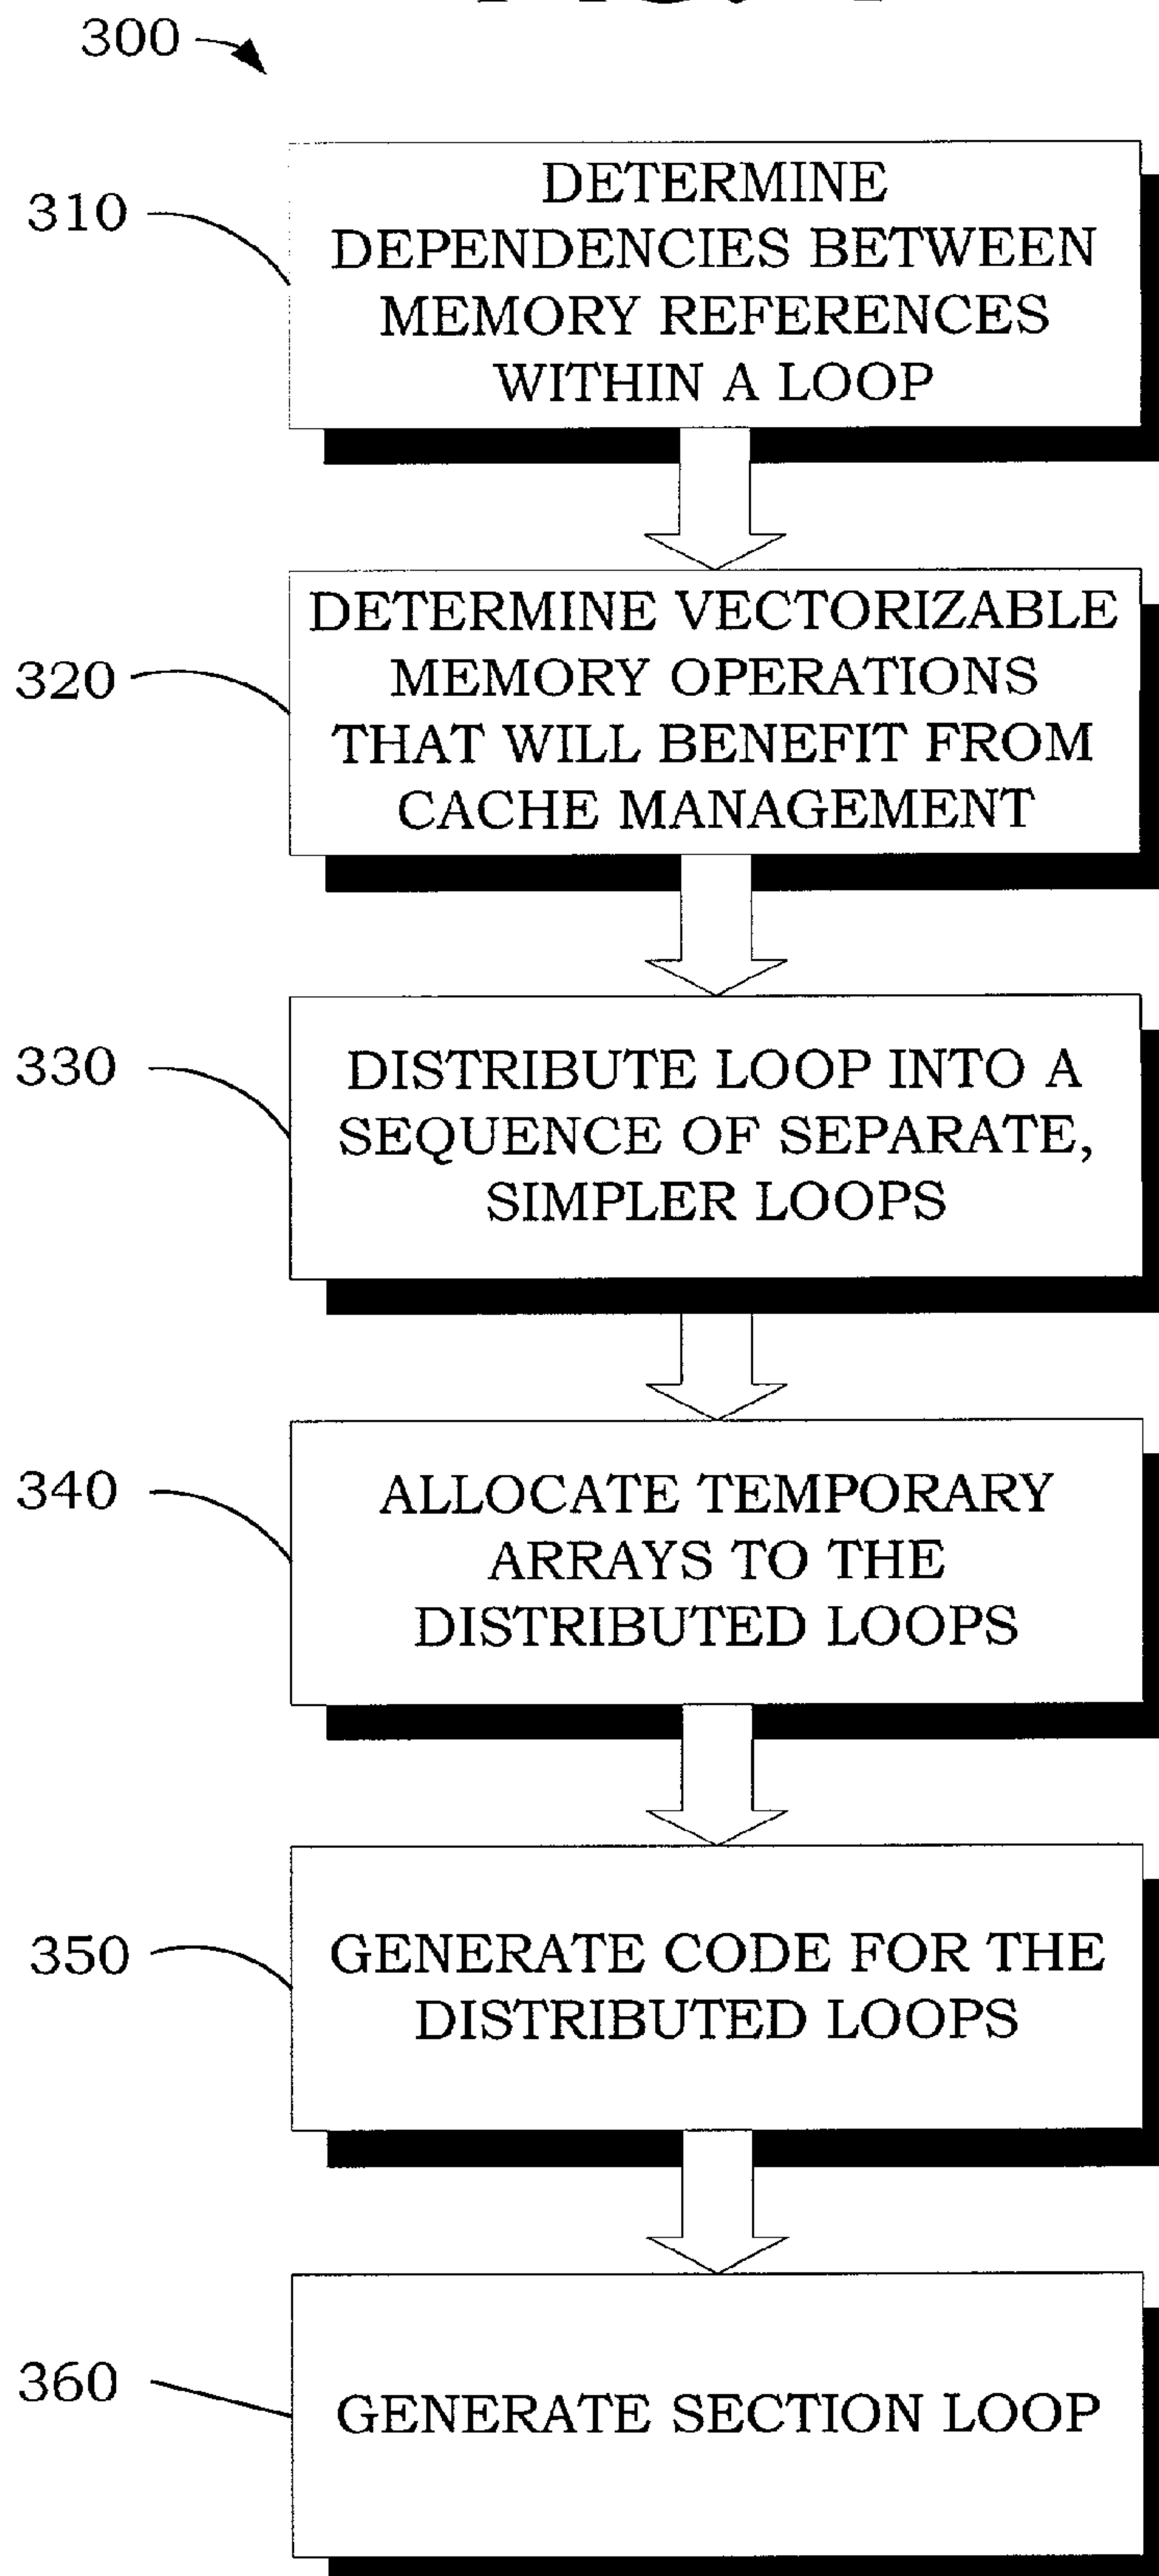 300
310
DETERMINE
DEPENDENCIES BETWEEN
MEMORY REFERENCES
WITHIN A LOOP
320
DETERMINE VECTORIZABLE
MEMORY OPERATIONS
THAT WILL BENEFIT FROM
CACHE MANAGEMENT
330
DISTRIBUTE LOOP INTO A
SEQUENCE OF SEPARATE,
SIMPLER LOOPS
340
ALLOCATE TEMPORARY
ARRAYS TO THE
DISTRIBUTED LOOPS
350
GENERATE CODE FOR THE
DISTRIBUTED LOOPS
360
GENERATE SECTION LOOP